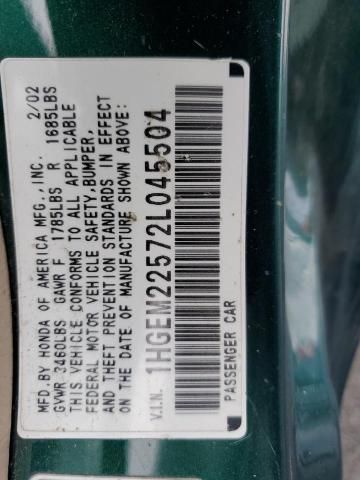 MFD.BY HONDA OF AMERICA MFG.,INC. 2/02
GVWR 3460LBS GAWR F 1785LBS R 1685LBS
THIS VEHICLE CONFORMS TO ALL APPLICABLE
FEDERAL MOTOR VEHICLE SAFETY,BUMPER,
AND THEFT PREVENTION STANDARDS IN EFFECT
ON THE DATE OF MANUFACTURE SHOWN ABOVE:
V.I.N. 1HGEM22572L045504
PASSENGER CAR